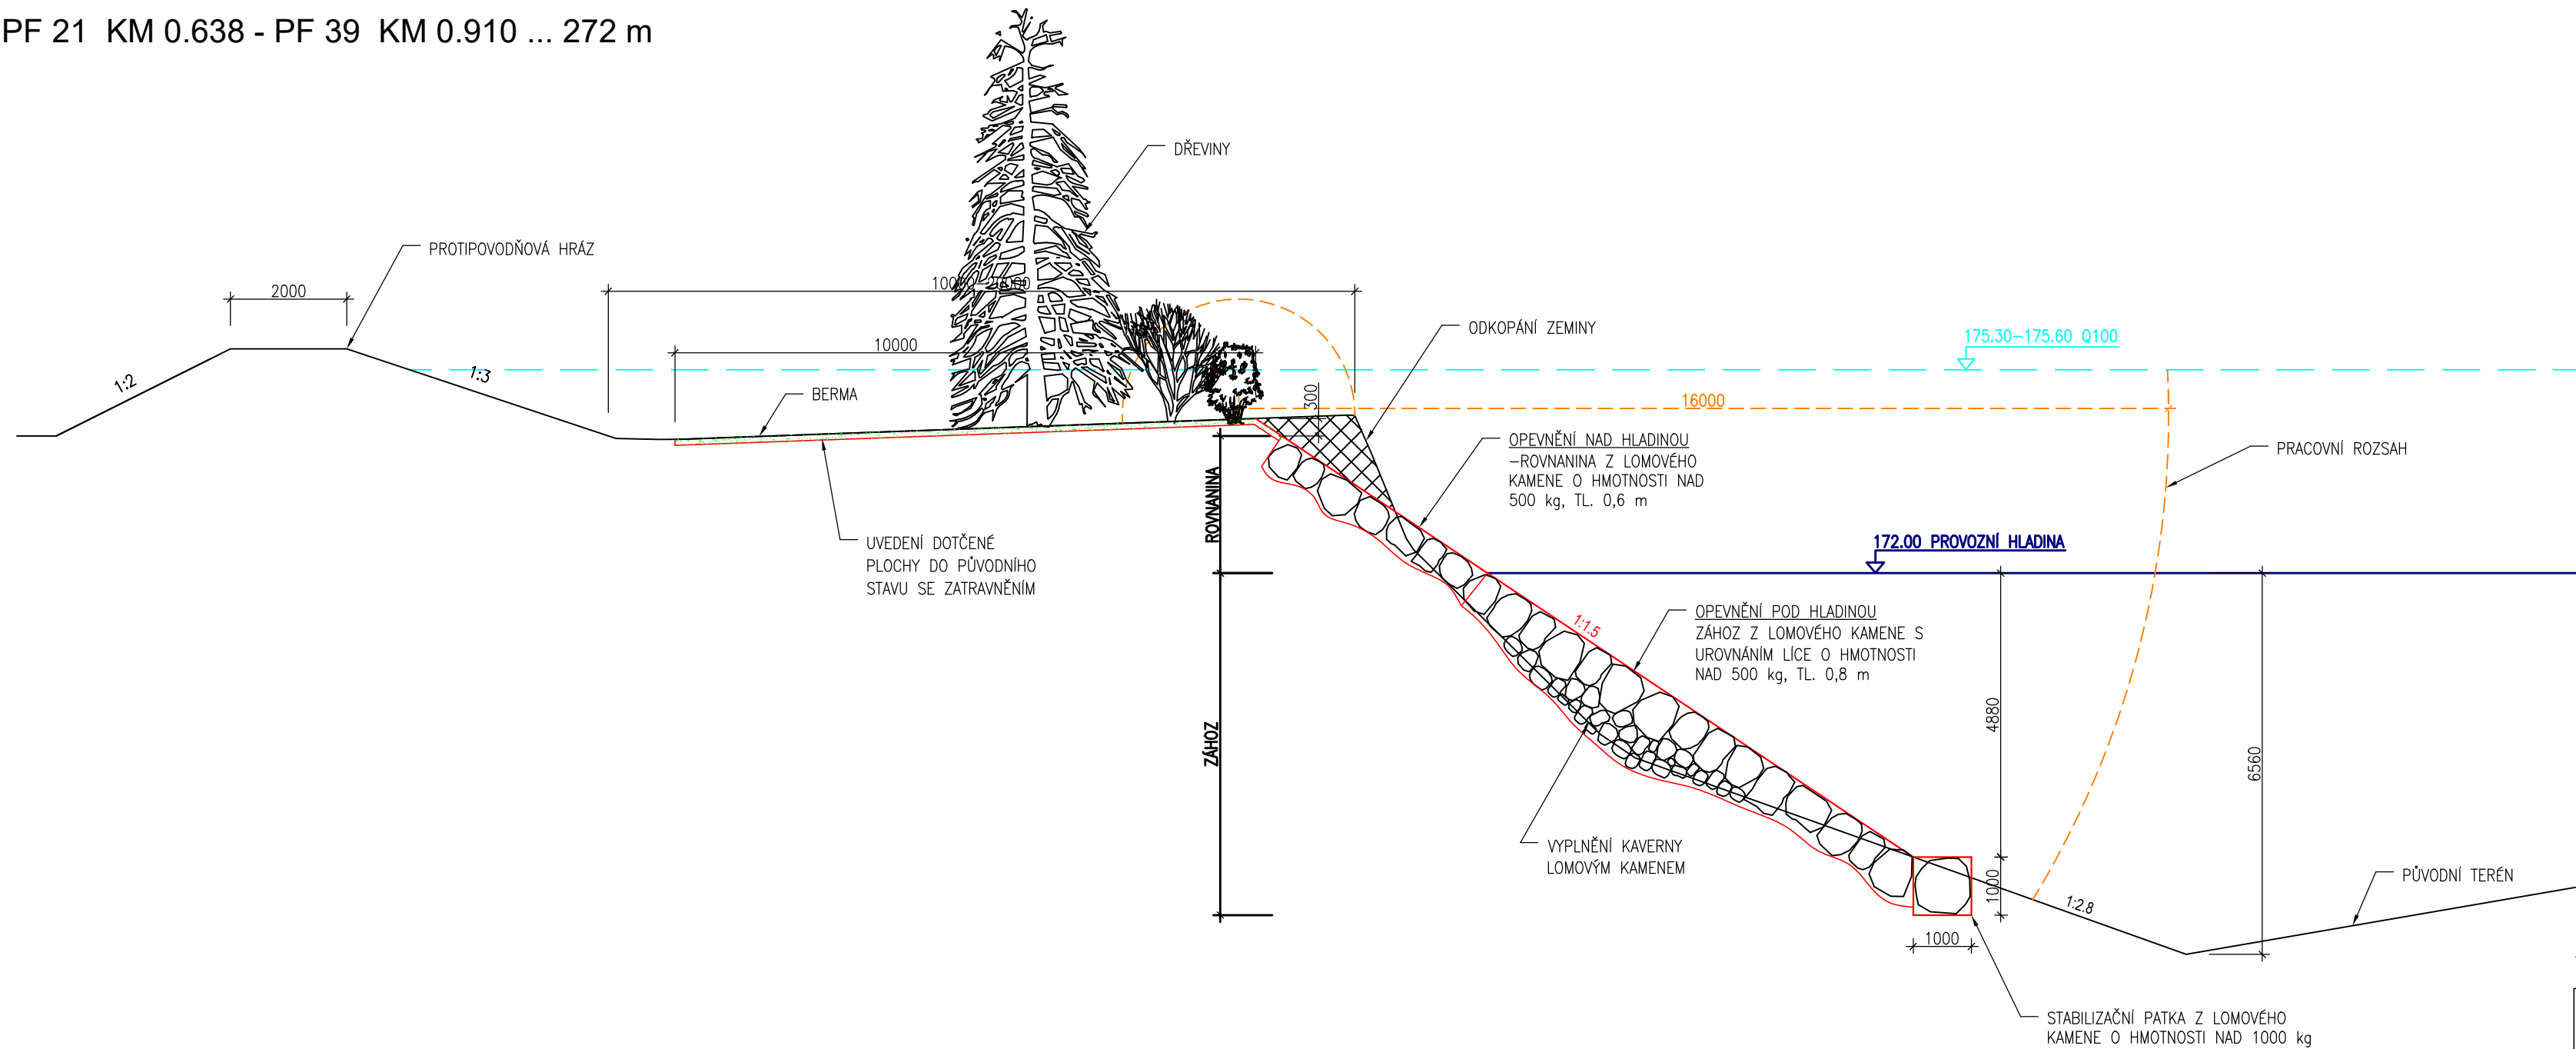 PF 21 KM 0.638 - PF 39 KM 0.910 ... 272 m
DŘEVINY
PROTIPOVODŇOVÁ HRÁZ
2000
10000
ODKOPÁNÍ ZEMINY
175.30-175.60 Q100
10000
1:2
1:3
BERMA
300
16000
OPEVNĚNÍ NAD HLADINOU
-ROVNANINA Z LOMOVÉHO
KAMENE O HMOTNOSTI NAD
500 kg, TL. 0,6 m
PRACOVNÍ ROZSAH
ROVNANINA
UVEDENÍ DOTČENÉ
PLOCHY DO PŮVODNÍHO
STAVU SE ZATRAVNĚNÍM
172.00 PROVOZNÍ HLADINA
1:1.5
OPEVNĚNÍ POD HLADINOU
ZÁHOZ Z LOMOVÉHO KAMENE S
UROVNÁNÍM LÍCE O HMOTNOSTI
NAD 500 kg, TL. 0,8 m
ZÁHOZ
4880
6560
VYPLNĚNÍ KAVERNY
LOMOVÝM KAMENEM
1000
1:2.8
PŮVODNÍ TERÉN
1000
STABILIZAČNÍ PATKA Z LOMOVÉHO
KAMENE O HMOTNOSTI NAD 1000 kg